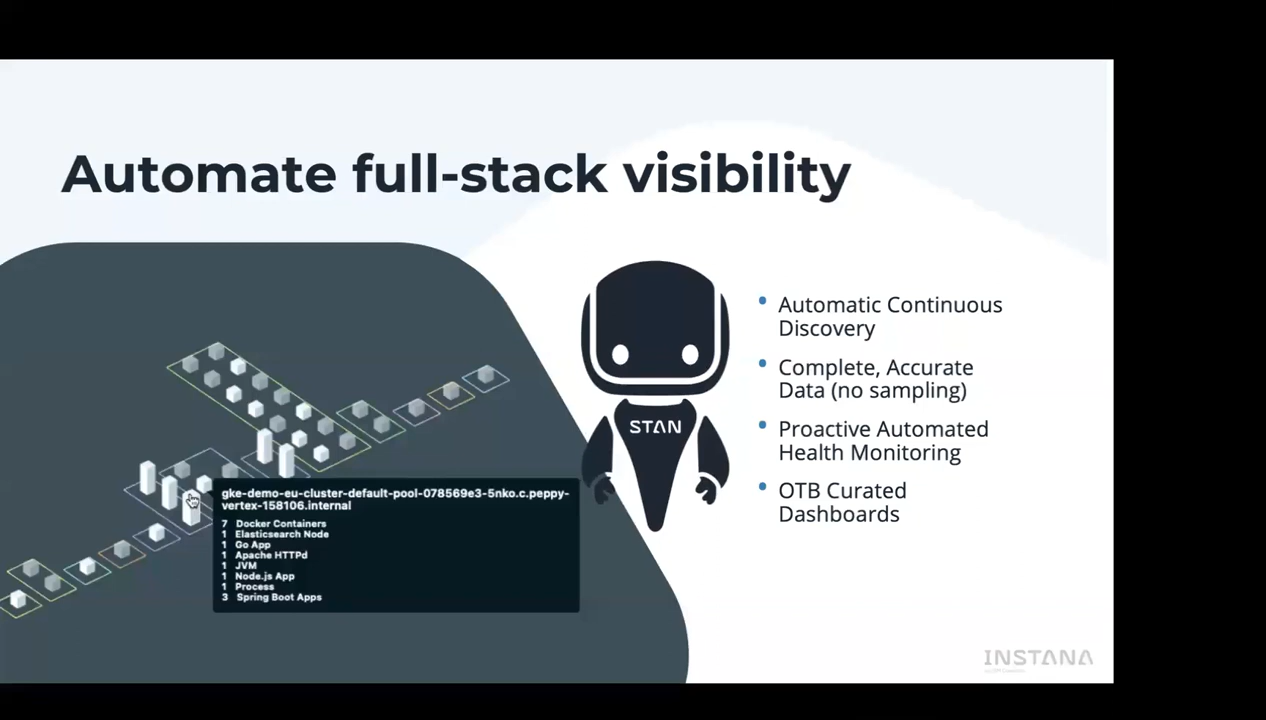 Automate full-stack visibility
STAN
• Automatic Continuous
Discovery
• Complete, Accurate
Data (no sampling)
• Proactive Automated
Health Monitoring
• OTB Curated
Dashboards
gke-demo-eu-cluster-default-pool-078569e3-5nko.c.peppy-
vertex-158106.internal
7 Docker Containers
1 Elasticsearch Node
1 Go App
1 Apache HTTPd
1 JVM
1 Node.js App
1 Process
3 Spring Boot Apps
INSTANA